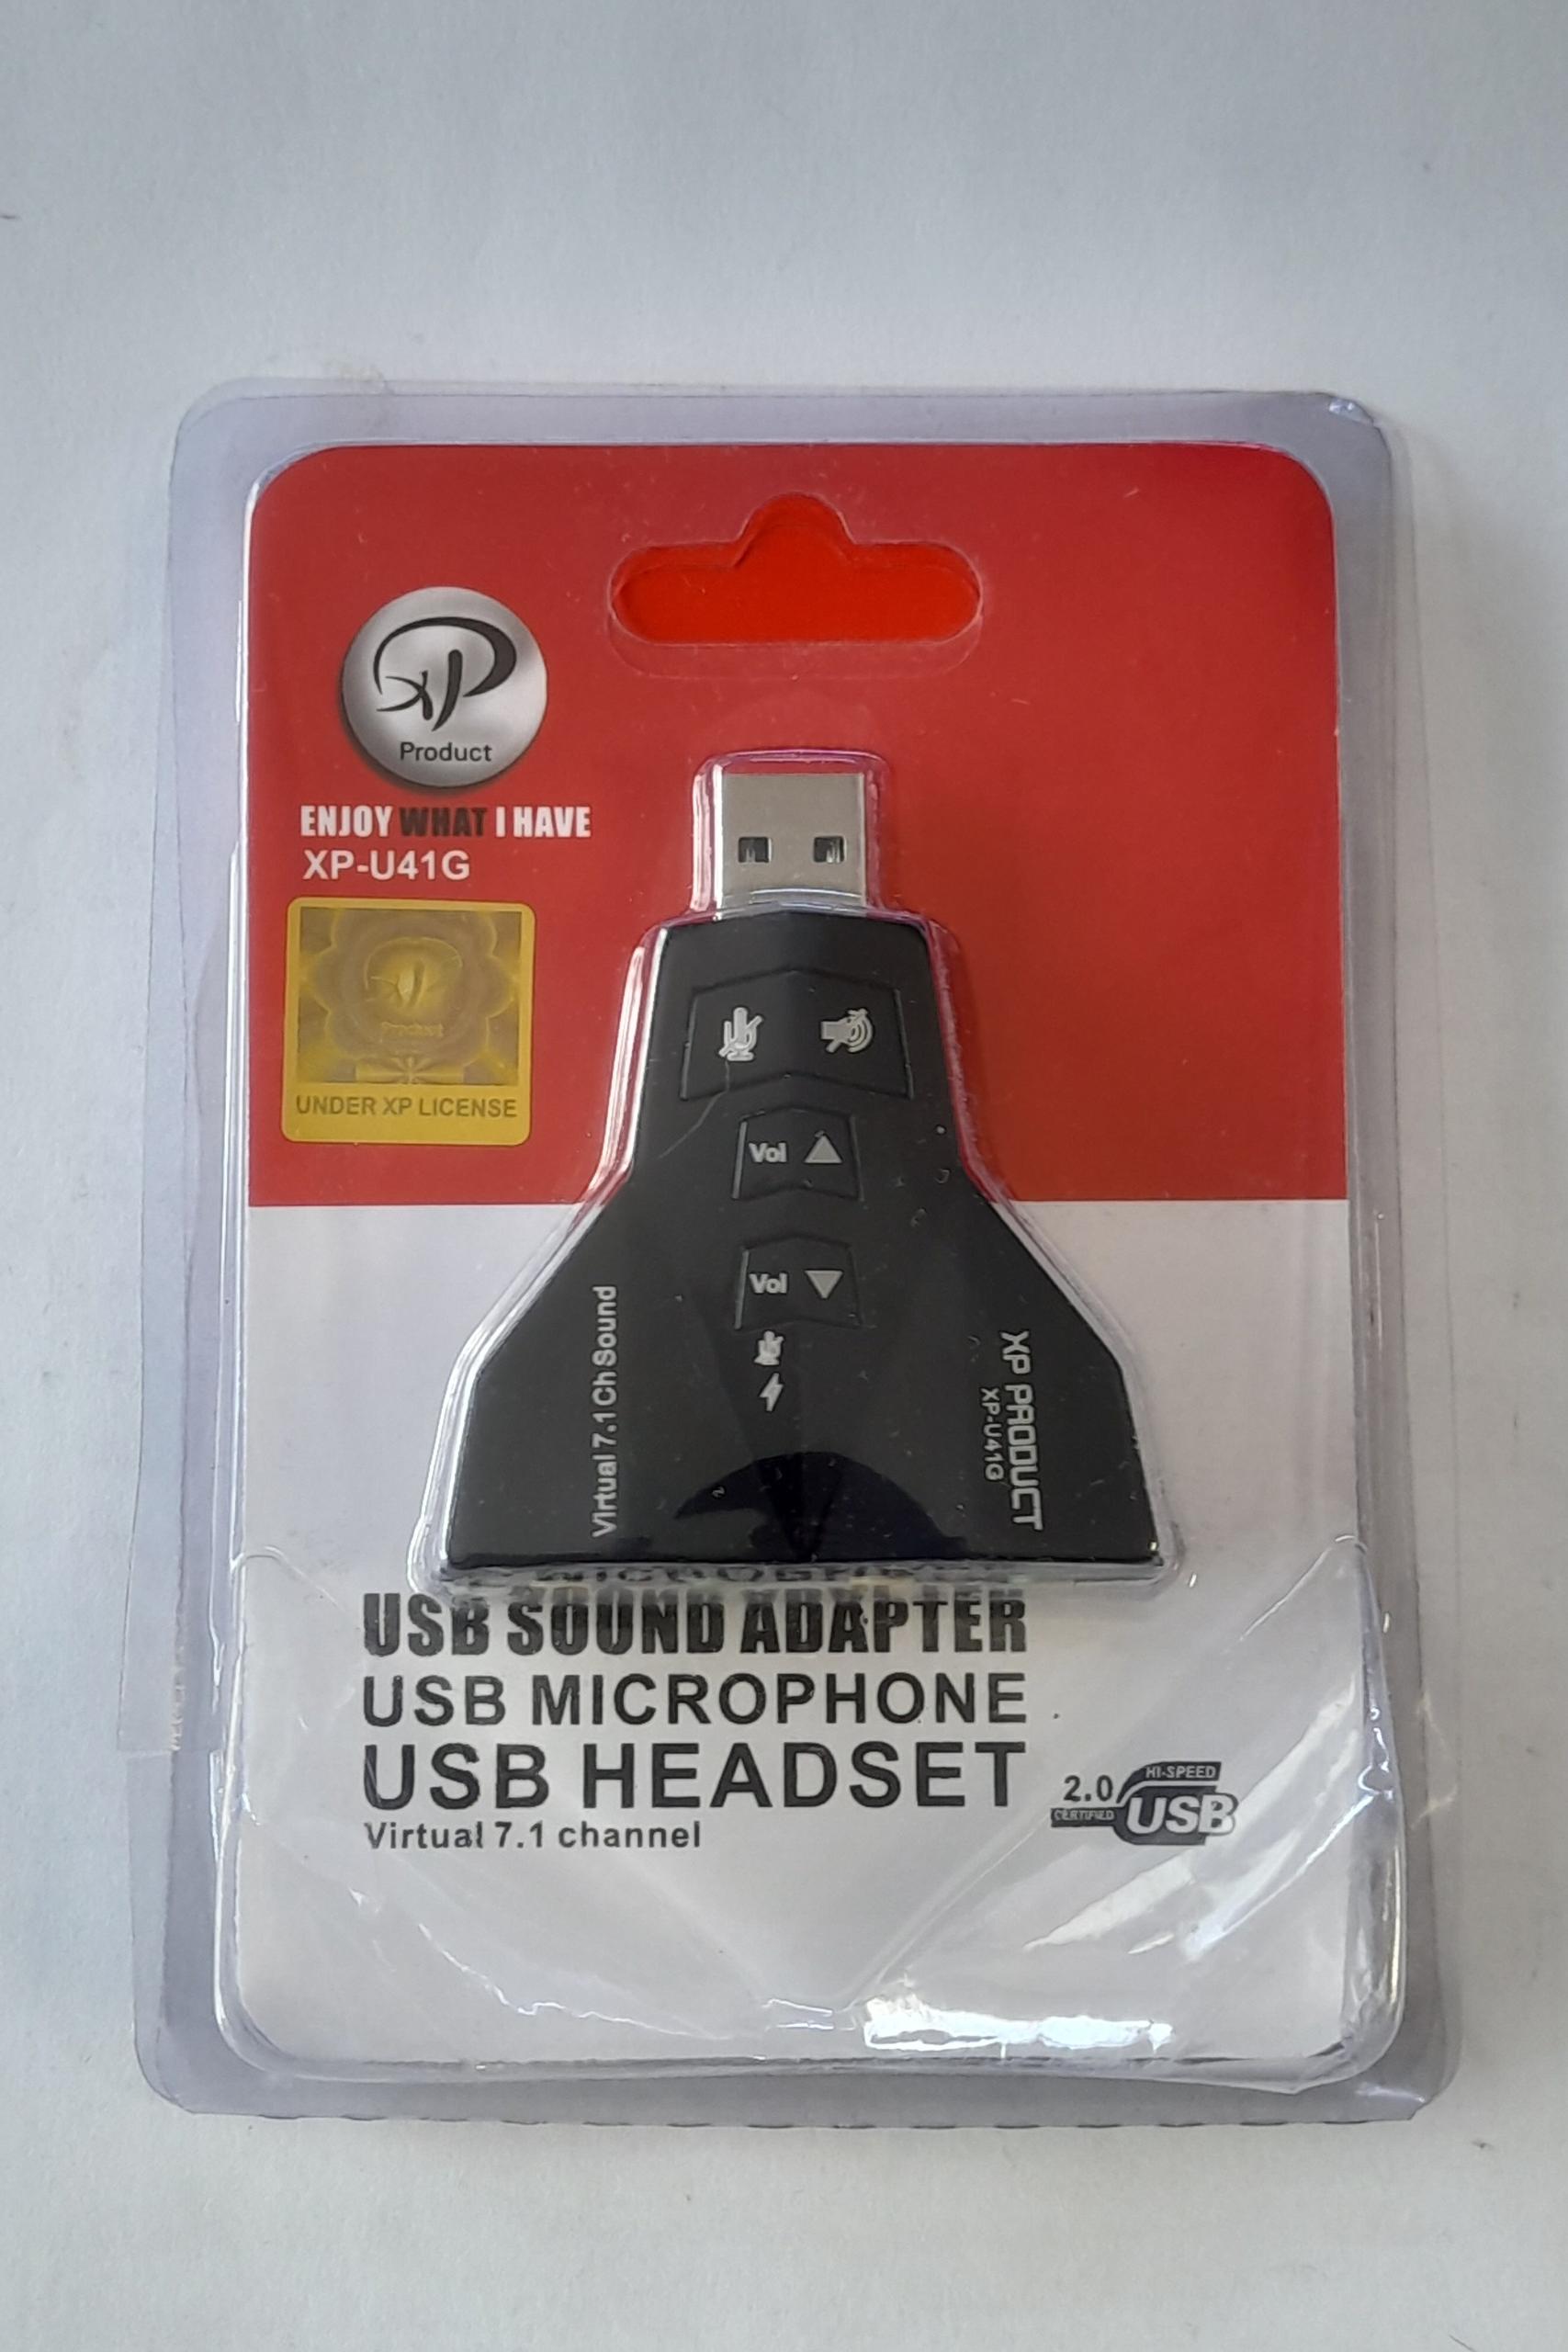 XP
Product
ENJOY WHAT I HAVE
XP-U41G
Product
UNDER XP LICENSE
Vol
Vol
Virtual 7.1 Ch Sound
XP PRODUCT
XP-U41G
USB SOUND ADAPTER
USB MICROPHONE
USB HEADSET
Virtual 7.1 channel
HI-SPEED
2.0
CERTIFIED
USB